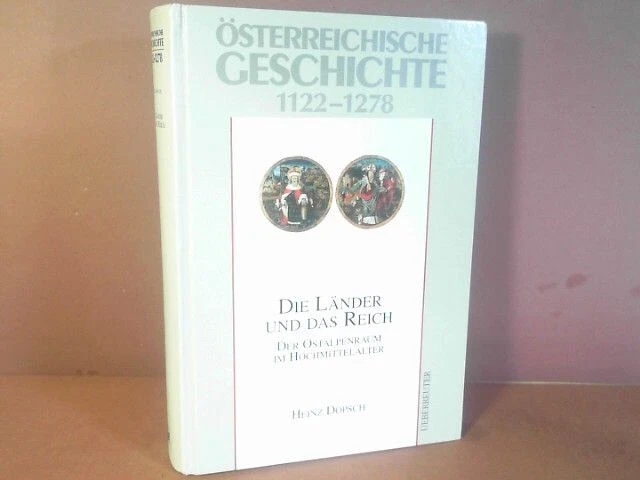 ÖSTERREICHISCHE
GESCHICHTE
1122–1278
DIE LÄNDER
UND DAS REICH
DER OSTALPENRAUM
IM HOCHMITTELALTER
HEINZ DOPSCH
UEBERREUTER